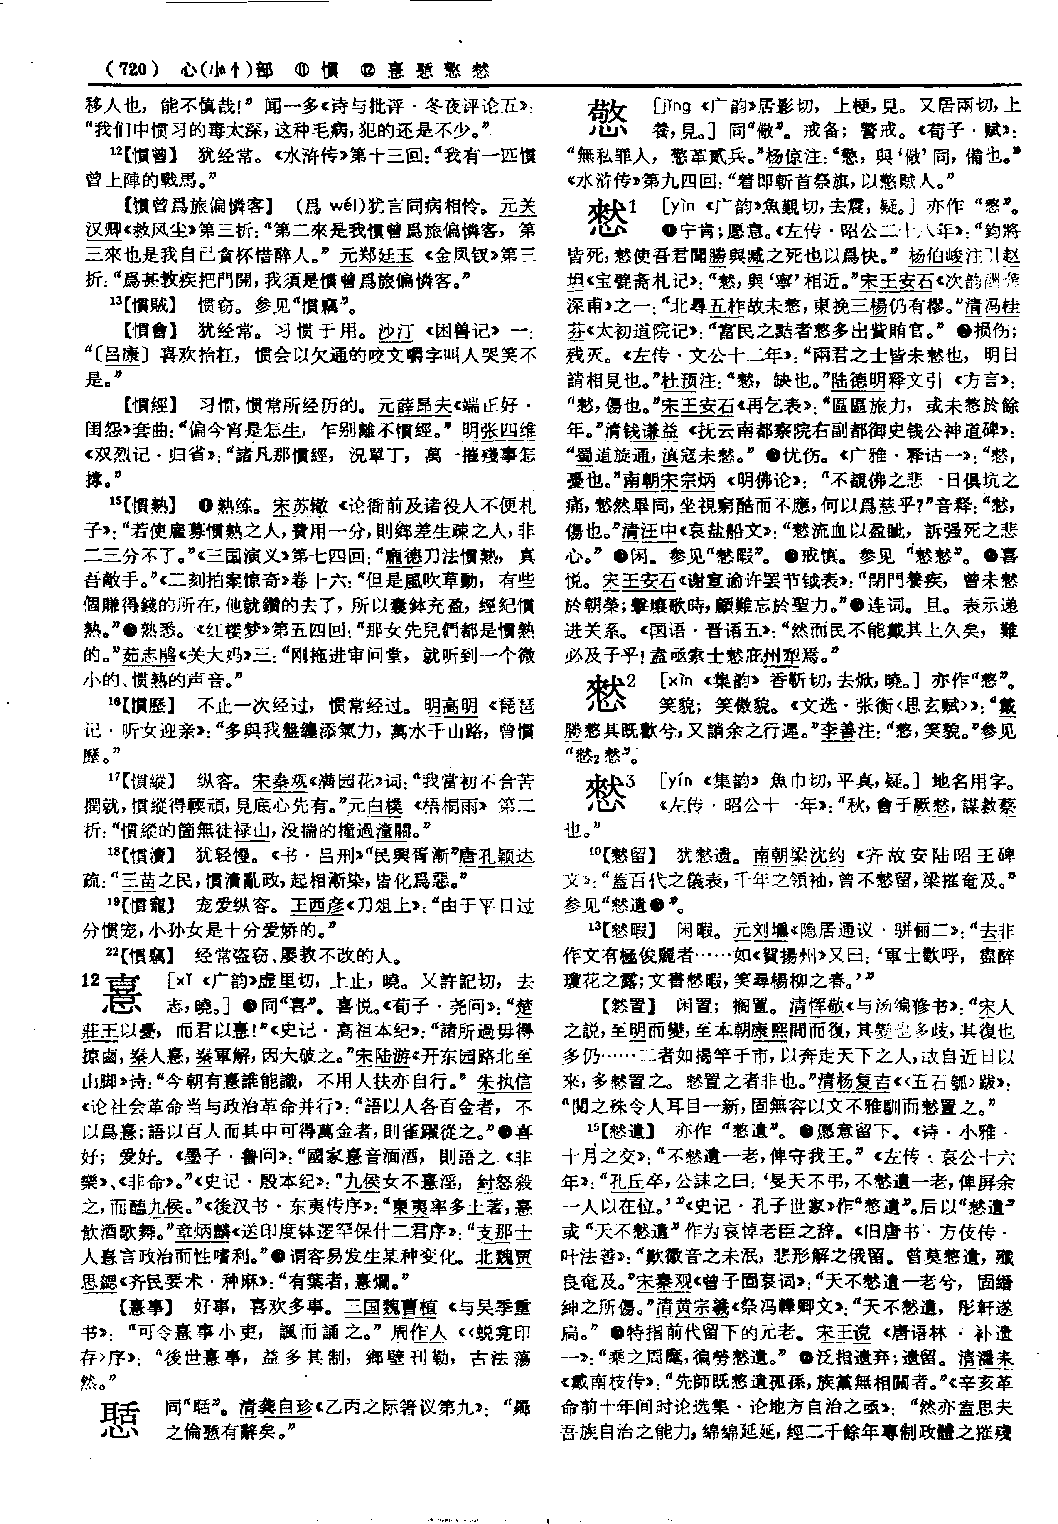 （720） 心(忄㣺)部 ⑪慣 ⑫憙 憖
移人也，能不慎哉！” 闻一多《诗与批评·冬夜评论五》：
“我们中惯习的毒太深，这种毛病，犯的还是不少。”
12【慣曾】 犹经常。《水浒传》第十三回：“我有一匹慣
曾上陣的戰馬。”
【慣曾爲旅偏憐客】 (爲 wéi)犹言同病相怜。元关
汉卿《救风尘》第三折：“第二來是我慣曾爲旅偏憐客，第
三來也是我自己貪杯惜醉人。”元郑廷玉《金凤钗》第三
折：“爲甚教疾把門開，我須是慣曾爲旅偏憐客。”
13【慣賊】 惯窃。参见“慣竊”。
【慣會】 犹经常。习惯于用。沙汀《困兽记》一：
“〔吕康〕喜欢抬杠，慣会以欠通的咬文嚼字叫人哭笑不
是。”
【慣經】 习惯，慣常所经历的。元薛昂夫《端正好·
闺怨》套曲：“偏今宵是怎生，乍别離不慣經。”明张四维
《双烈记·归省》：“諸凡那慣經，況單丁，萬一摧殘事怎
撑。”
15【慣熟】 ❶熟练。宋苏辙《论衙前及诸役人不便札
子》：“若使雇募慣熟之人，費用一分，則鄉差生疎之人，非
二三分不了。”《三国演义》第七四回：“龐德刀法慣熟，真
吾敵手。”《二刻拍案惊奇》卷十六：“但是風吹草動，有些
個賺得錢的所在，他就鑽的去了，所以囊鉢充盈，經紀慣
熟。”❷熟悉。《红楼梦》第五四回：“那女先兒們都是慣熟
的。”茹志鹃《关大妈》三：“刚拖进审问堂，就听到一个微
小的、慣熟的声音。”
16【慣歷】 不止一次经过，慣常经过。明高明《琵琶
记·听女迎亲》：“多與我盤纏添氣力，萬水千山路，曾慣
歷。”
17【慣縱】 纵容。宋秦观《满园花》词：“我當初不合苦
撋就，慣縱得軟頑，見底心先有。”元白樸《梧桐雨》第二
折：“慣縱的箇無徒禄山，没揣的撞過潼關。”
18【慣瀆】 犹轻慢。《书·吕刑》“民興胥漸”唐孔颖达
疏：“三苗之民，慣瀆亂政，起相漸染，皆化爲惡。”
19【慣寵】 宠爱纵容。王西彦《刀俎上》：“由于平日过
分慣宠，小孙女是十分爱娇的。”
22【慣竊】 经常盗窃、屡教不改的人。
12 憙 ［xǐ《广韵》虚里切，上止，曉。又許記切，去
志，曉。］❶同“喜”。喜悦。《荀子·尧问》：“楚
莊王以憂，而君以憙！”《史记·高祖本纪》：“諸所過毋得
掠鹵，秦人憙，秦軍解，因大破之。”宋陆游《开东园路北至
山脚》诗：“今朝有憙誰能識，不用人扶亦自行。”朱执信
《论社会革命当与政治革命并行》：“語以人各百金者，不
以爲憙；語以百人而其中可得萬金者，則雀躍從之。”❷喜
好；爱好。《墨子·鲁问》：“國家憙音湎酒，則語之《非
樂》、《非命》。”《史记·殷本纪》：“九侯女不憙淫，紂怒殺
之，而醢九侯。”《後汉书·东夷传序》：“東夷率多土著，憙
飲酒歌舞。”章炳麟《送印度钵逻罕保什二君序》：“支那士
人憙言政治而性嗜利。”❸谓容易发生某种变化。北魏贾
思勰《齐民要术·种麻》：“有葉者，憙爛。”
【憙事】 好事，喜欢多事。三国魏曹植《与吴季重
书》：“可令憙事小吏，諷而誦之。”周作人《〈蜕龛印
存〉序》：“後世憙事，益多其制，鄉壁刊勒，古法蕩
然。”
同“聒”。清龚自珍《乙丙之际箸议第九》：
憼 ［jǐng《广韵》居影切，上梗，見。又居兩切，上
養，見。］同“儆”。戒备；警戒。《荀子·赋》：
“無私罪人，憼革貳兵。”杨倞注：“憼，與‘儆’同，備也。”
《水浒传》第九四回：“着即斬首祭旗，以憼賊人。”
憖1 ［yìn《广韵》魚覲切，去震，疑。］亦作“憗”。
❶宁肯；愿意。《左传·昭公二十八年》：“鈞將
皆死，憖使吾君聞勝與臧之死也以爲快。”杨伯峻注引赵
坦《宝甓斋札记》：“憖，與‘寧’相近。”宋王安石《次韵酬
深甫》之一：“北尋五柞故未憖，東挽三楊仍有樛。”清冯桂
芬《太初道院记》：“富民之黠者憖多出貲賄官。”❷损伤；
残灭。《左传·文公十二年》：“兩君之士皆未憖也，明日
請相見也。”杜预注：“憖，缺也。”陆德明释文引《方言》：
“憖，傷也。”宋王安石《再乞表》：“區區旅力，或未憖於餘
年。”清钱谦益《抚云南都察院右副都御史钱公神道碑》：
“蜀道旋通，滇寇未憖。”❸忧伤。《广雅·释诂一》：“憖，
憂也。”南朝宋宗炳《明佛论》：“不覩佛之悲一日俱坑之
痛，憖然畢同，坐視窮酷而不應，何以爲慈乎？”音释：“憖，
傷也。”清汪中《哀盐船文》：“憖流血以盈眦，訴强死之悲
心。”❹闲。参见“憖暇”。❺戒慎。参见“憖憖”。❻喜
悦。宋王安石《谢宣谕许罢节钺表》：“閉門養疾，曾未憖
於朝榮；擊壤歌時，顧難忘於聖力。”❼连词。且。表示递
进关系。《国语·晋语五》：“然而民不能戴其上久矣，難
必及子乎！盍亟索士憖庇州犁焉。”
憖2 ［xìn《集韵》香靳切，去焮，曉。］亦作“憗”。
笑貌；笑傲貌。《文选·张衡〈思玄赋〉》：“戴
勝憖其既歡兮，又誚余之行遲。”李善注：“憖，笑貌。”参见
“憖2憖”。
憖3 ［yín《集韵》魚巾切，平真，疑。］地名用字。
《左传·昭公十一年》：“秋，會于厥憖，謀救蔡
也。”
10【憖留】 犹憖遗。南朝梁沈约《齐故安陆昭王碑
文》：“蓋百代之儀表，千年之領袖，曾不憖留，梁摧奄及。”
参见“憖遺❶”。
13【憖暇】 闲暇。元刘壎《隐居通议·骈俪二》：“去非
作文有極俊麗者……如《賀揚州》又曰：‘軍士歡呼，盡醉
瓊花之露；文書憖暇，笑尋楊柳之春。’”
【憖置】 闲置；搁置。清恽敬《与汤编修书》：“宋人
之説，至明而變，至本朝康熙間而復，其變也多歧，其復也
多仍……二者如揭竿于市，以奔走天下之人，故自近日以
來，多憖置之。憖置之者非也。”清杨复吉《〈五石瓠〉跋》：
“閲之殊令人耳目一新，固無容以文不雅馴而憖置之。”
15【憖遺】 亦作“憗遺”。❶愿意留下。《诗·小雅·
十月之交》：“不憖遺一老，俾守我王。”《左传·哀公十六
年》：“孔丘卒，公誄之曰：‘旻天不弔，不憖遺一老，俾屏余
一人以在位。’”《史记·孔子世家》作“憗遺”。后以“憖遺”
或“天不憖遺”作为哀悼老臣之辞。《旧唐书·方伎传·
叶法善》：“歎徽音之未泯，悲形解之俄留。曾莫憖遺，殲
良奄及。”宋秦观《曾子固哀词》：“天不憖遺一老兮，固縉
紳之所傷。”清黄宗羲《祭冯鄴卿文》：“天不憖遺，彤軒遂
扃。”❷特指前代留下的元老。宋王谠《唐语林·补遗
一》：“乘之周麾，徧勞憖遺。”❸泛指遗弃；遗留。清潘耒
《戴南枝传》：“先師既憖遺孤孫，族黨無相關者。”《辛亥革
命前十年间时论选集·论地方自治之亟》：“然亦盍思夫
吾族自治之能力，綿綿延延，經二千餘年專制政體之摧殘